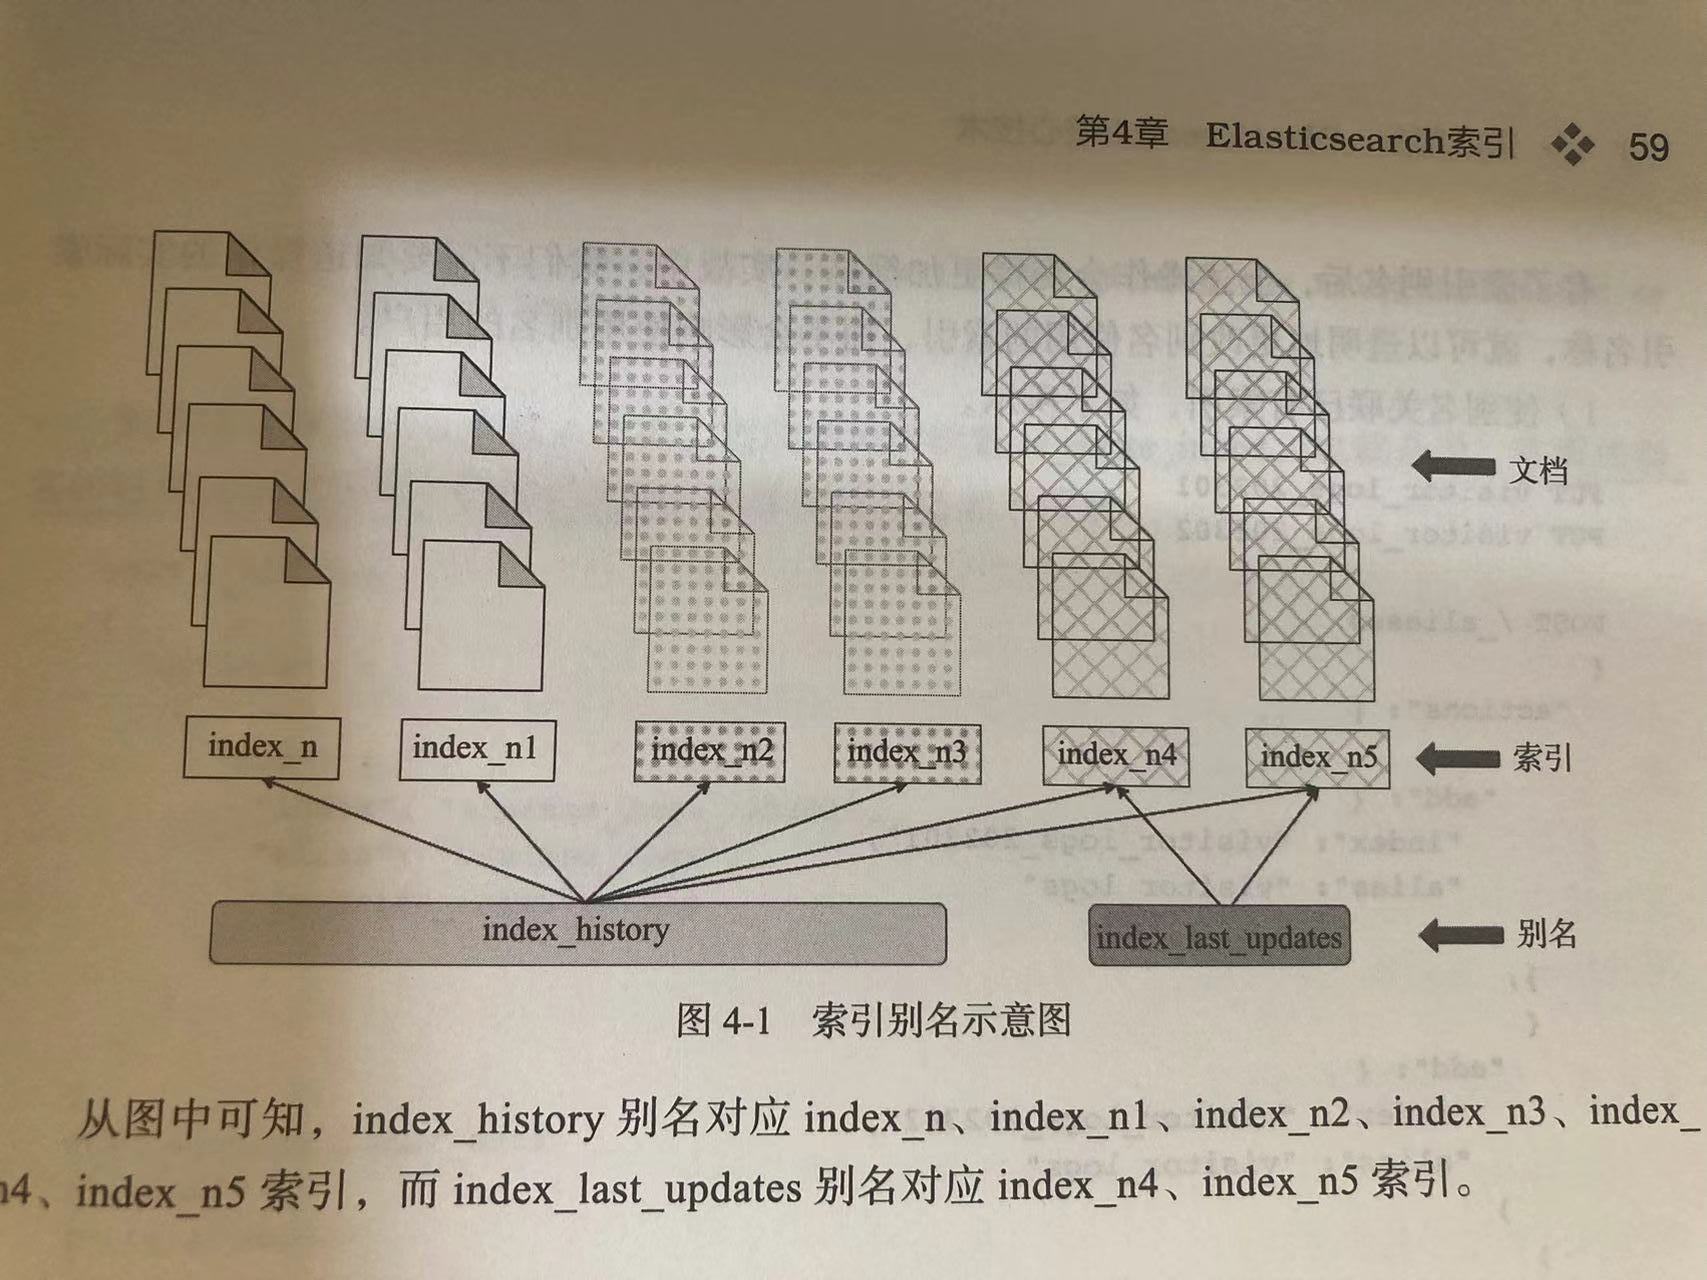 第4章 Elasticsearch索引 59
文档
index_n index_n1 index_n2 index_n3 index_n4 index_n5 索引
index_history index_last_updates 别名
图 4-1 索引别名示意图
从图中可知，index_history 别名对应 index_n、index_n1、index_n2、index_n3、index_
n4、index_n5 索引，而 index_last_updates 别名对应 index_n4、index_n5 索引。